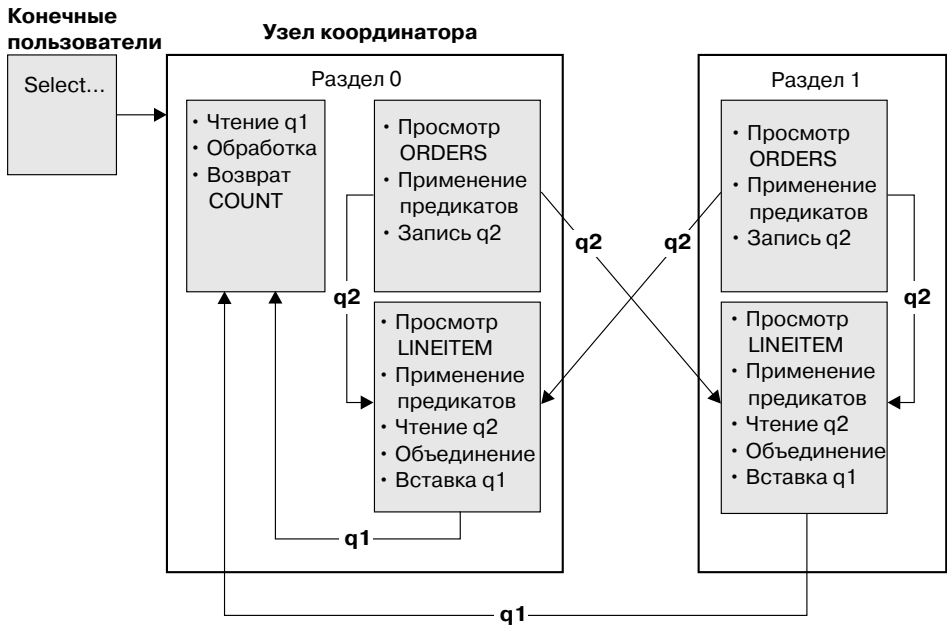 Конечные
пользователи
Узел координатора
Select...
Раздел 0
• Чтение q1
• Обработка
• Возврат
COUNT
• Просмотр
ORDERS
• Применение
предикатов
• Запись q2
q2
• Просмотр
LINEITEM
• Применение
предикатов
• Чтение q2
• Объединение
• Вставка q1
q1
q2
q2
Раздел 1
• Просмотр
ORDERS
• Применение
предикатов
• Запись q2
q2
• Просмотр
LINEITEM
• Применение
предикатов
• Чтение q2
• Объединение
• Вставка q1
q1